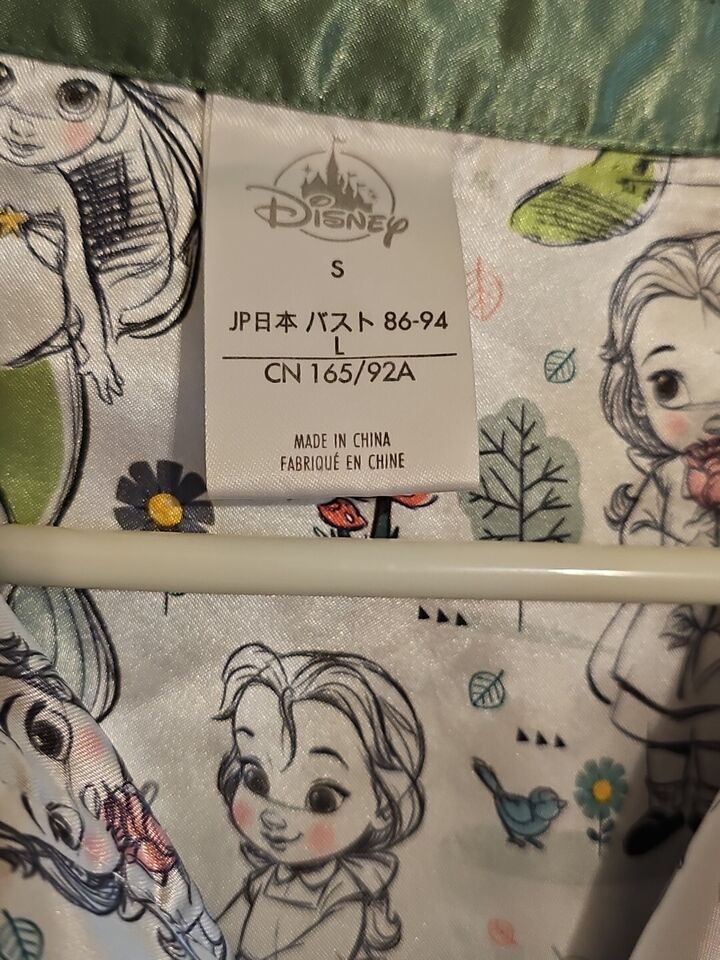 Disney
S
JP日本 バスト 86-94
L
CN 165/92A
MADE IN CHINA
FABRIQUÉ EN CHINE